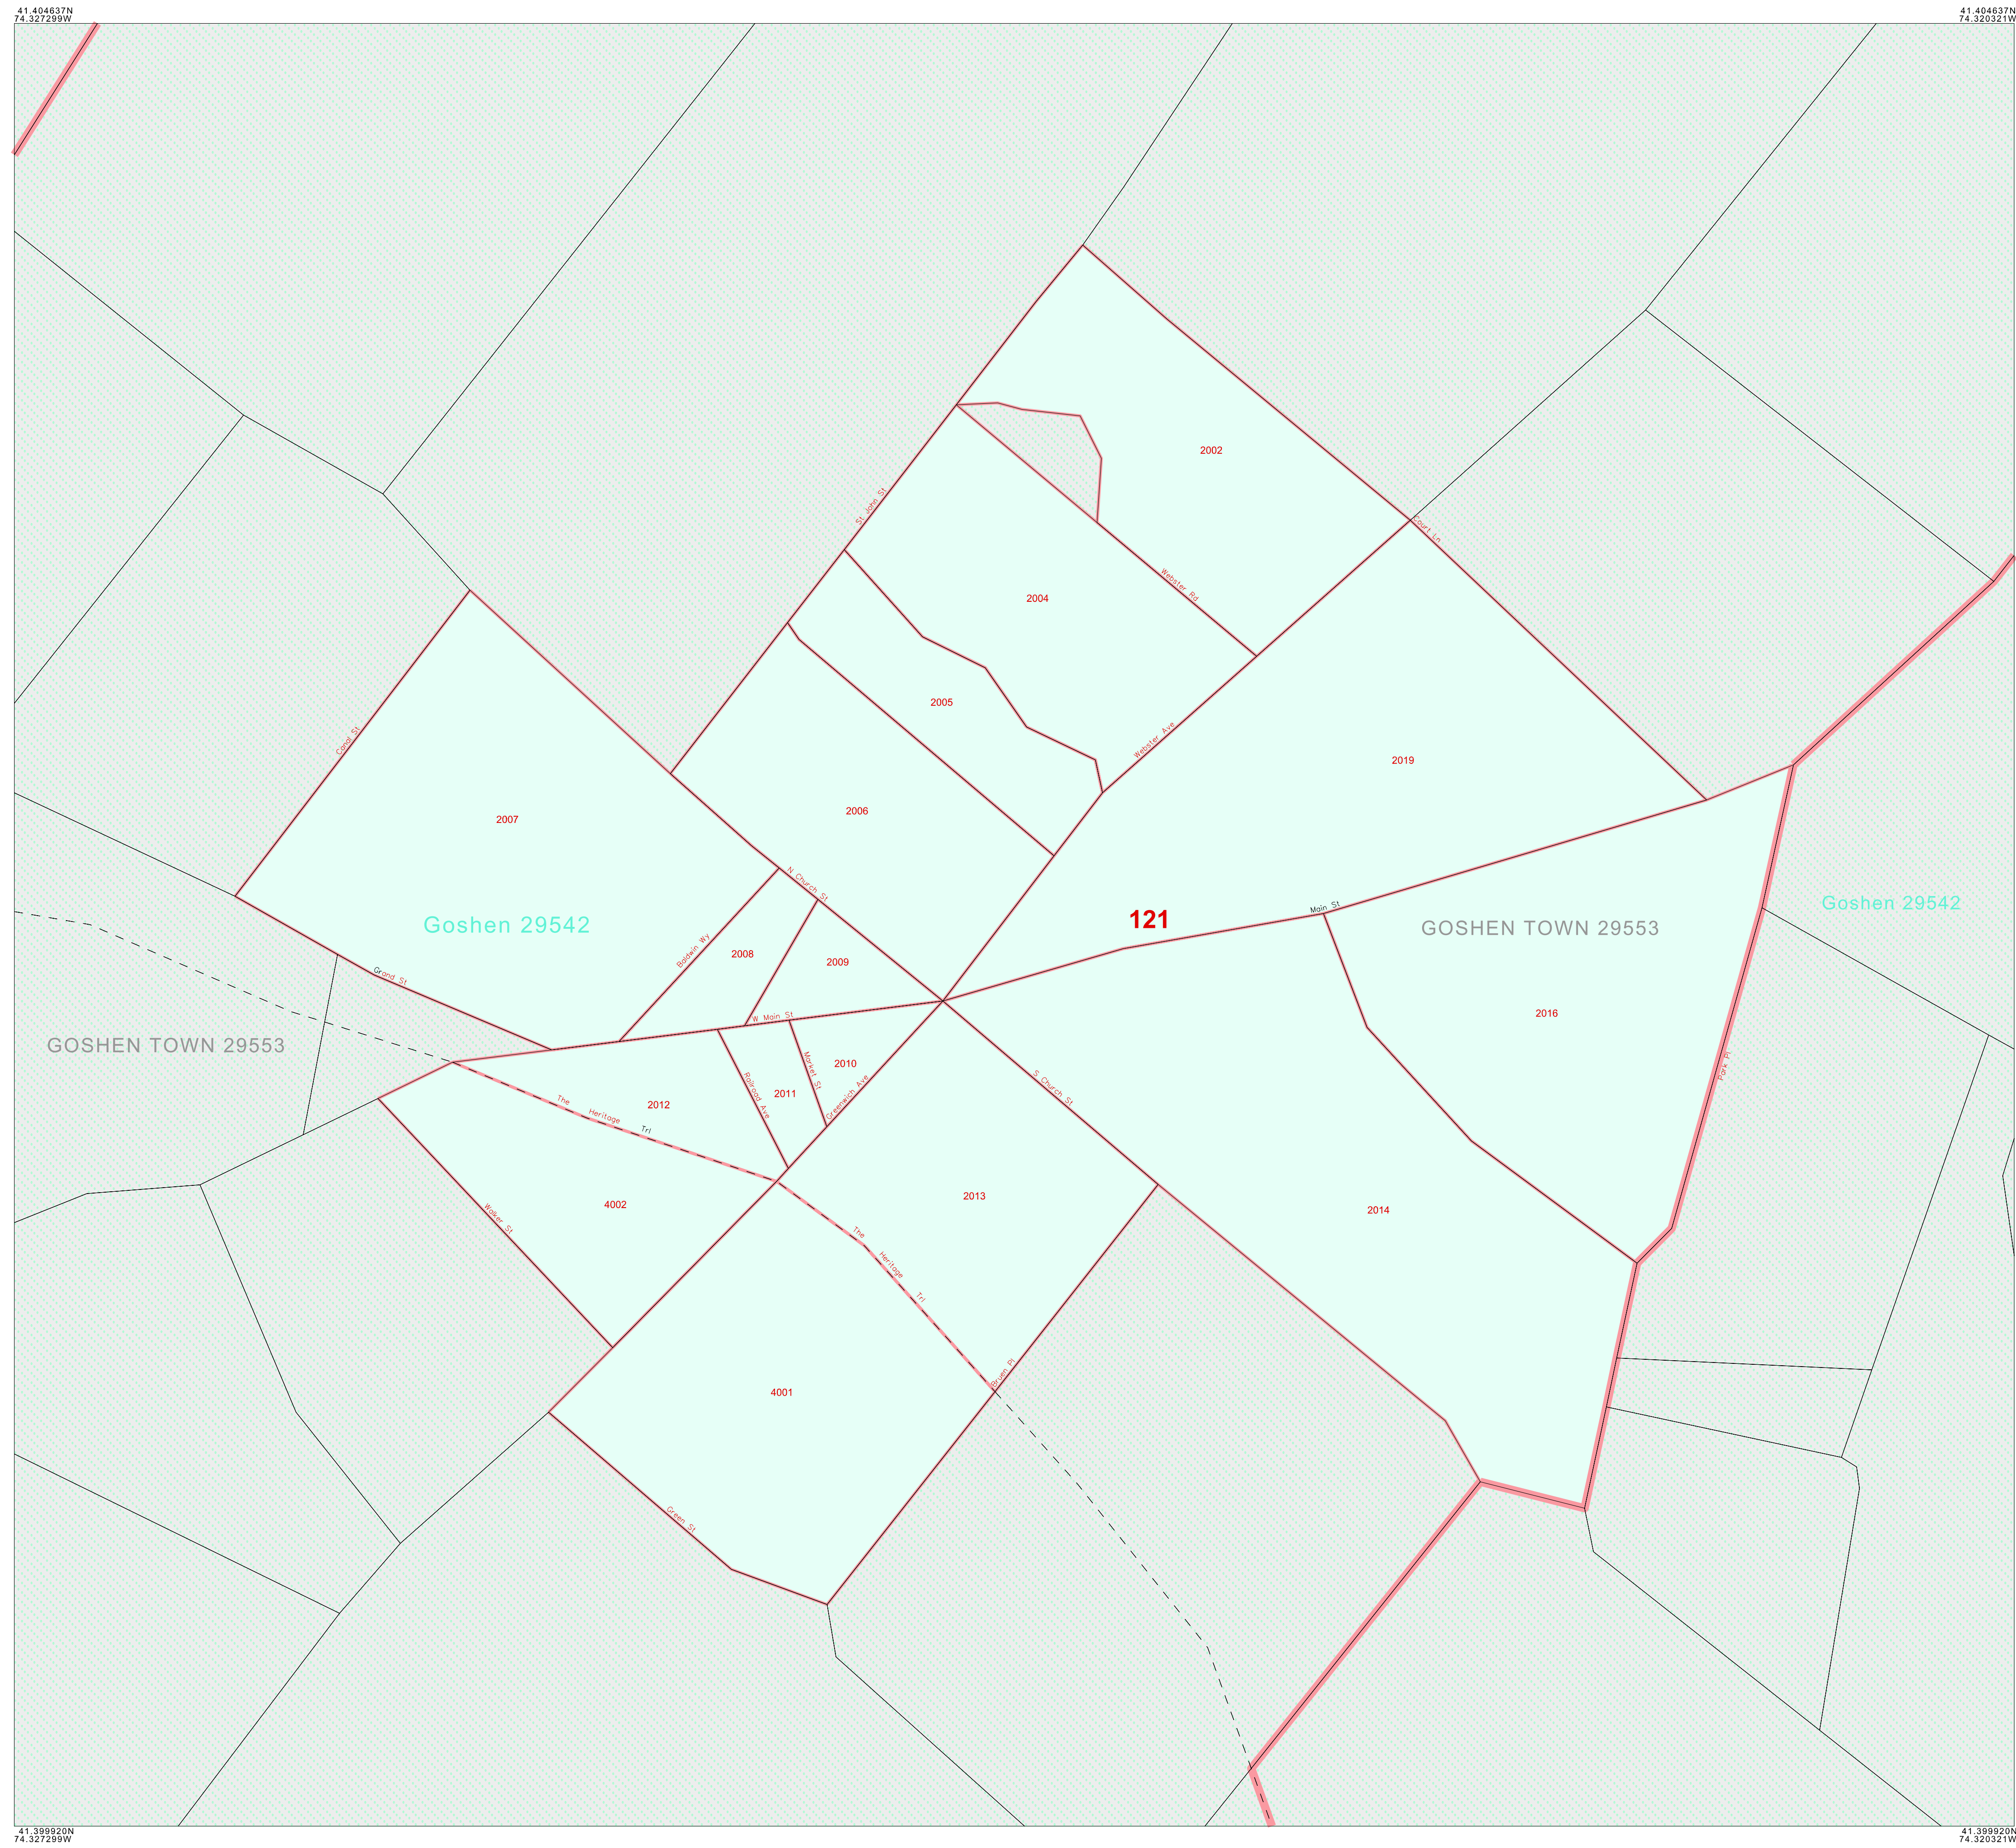 41.404637N
74.327299W
41.404637N
74.320321W
2002
St John St
Court Ln
Webster Rd
2004
2005
Webster Ave
Canal St
2019
2006
2007
N Church St
Goshen 29542
121
Main St
GOSHEN TOWN 29553
Goshen 29542
Baldwin Wy
2008
2009
Grand St
W Main St
2016
GOSHEN TOWN 29553
Market St
2010
Park Pl
Railroad Ave
2011
Greenwich Ave
S Church St
The Heritage Trl
2012
2013
4002
2014
Walker St
The Heritage Trl
Bruen Pl
4001
Green St
41.399920N
74.327299W
41.399920N
74.320321W